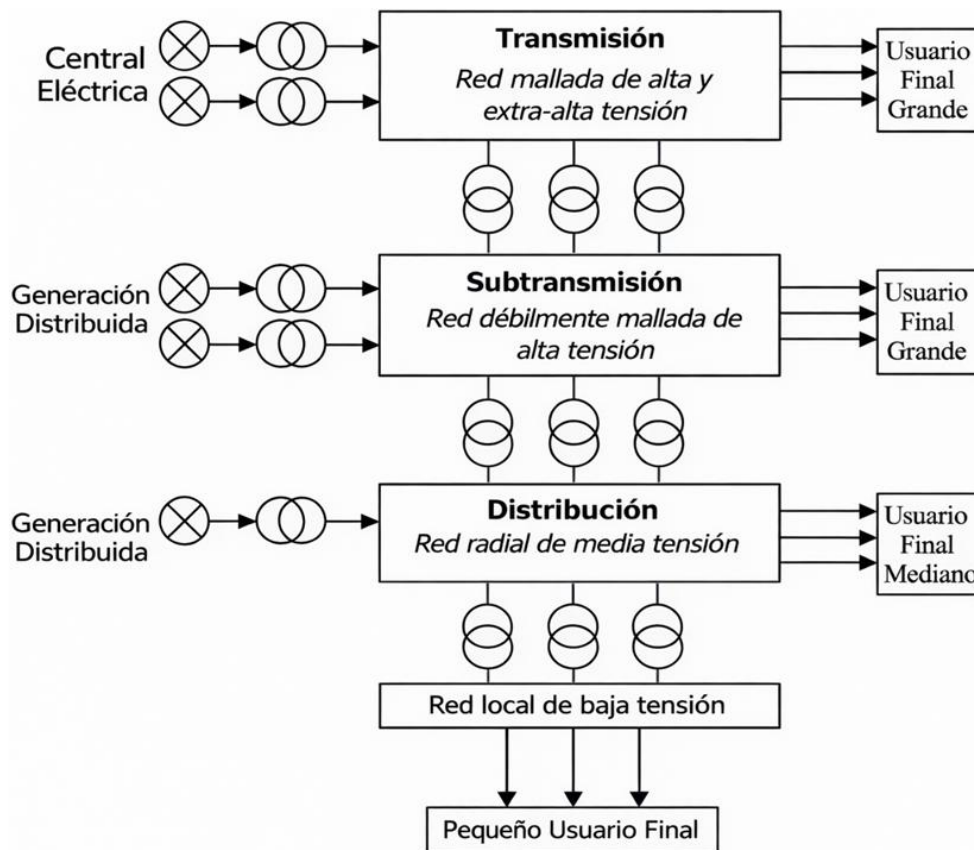 Central
Eléctrica
Transmisión
Red mallada de alta y
extra-alta tensión
Usuario
Final
Grande
Generación
Distribuida
Subtransmisión
Red débilmente mallada de
alta tensión
Usuario
Final
Grande
Generación
Distribuida
Distribución
Red radial de media tensión
Usuario
Final
Mediano
Red local de baja tensión
Pequeño Usuario Final